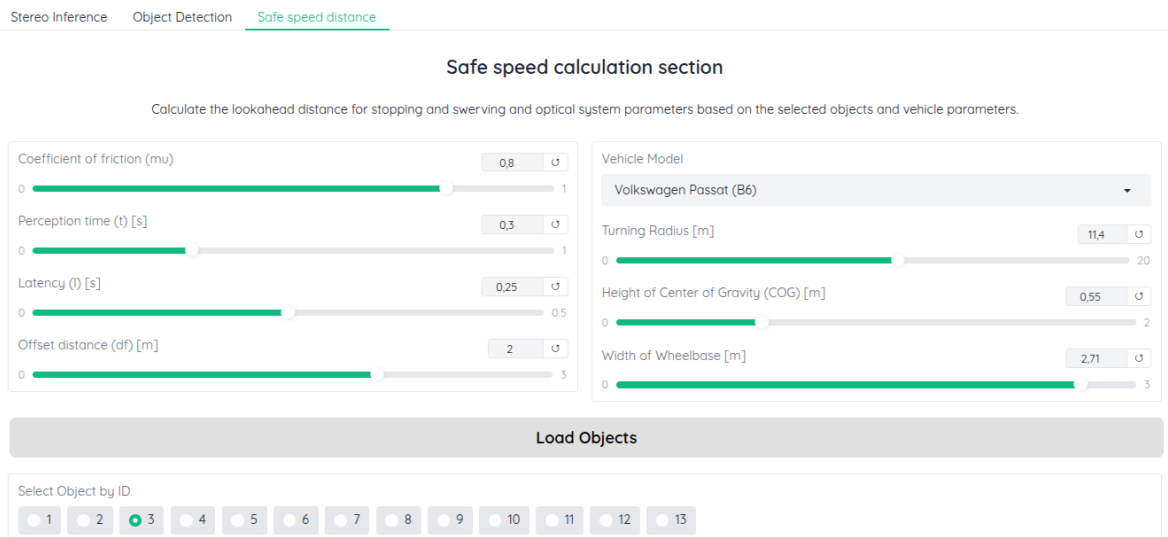 Stereo Inference Object Detection Safe speed distance
Safe speed calculation section
Calculate the lookahead distance for stopping and swerving and optical system parameters based on the selected objects and vehicle parameters.
Coefficient of friction (mu) 0,8 ↺
0 1
Perception time (t) [s] 0,3 ↺
0 1
Latency (l) [s] 0,25 ↺
0 0.5
Offset distance (df) [m] 2 ↺
0 3
Vehicle Model
Volkswagen Passat (B6)
Turning Radius [m] 11,4 ↺
0 20
Height of Center of Gravity (COG) [m] 0,55 ↺
0 2
Width of Wheelbase [m] 2,71 ↺
0 3
Load Objects
Select Object by ID
1 2 3 4 5 6 7 8 9 10 11 12 13